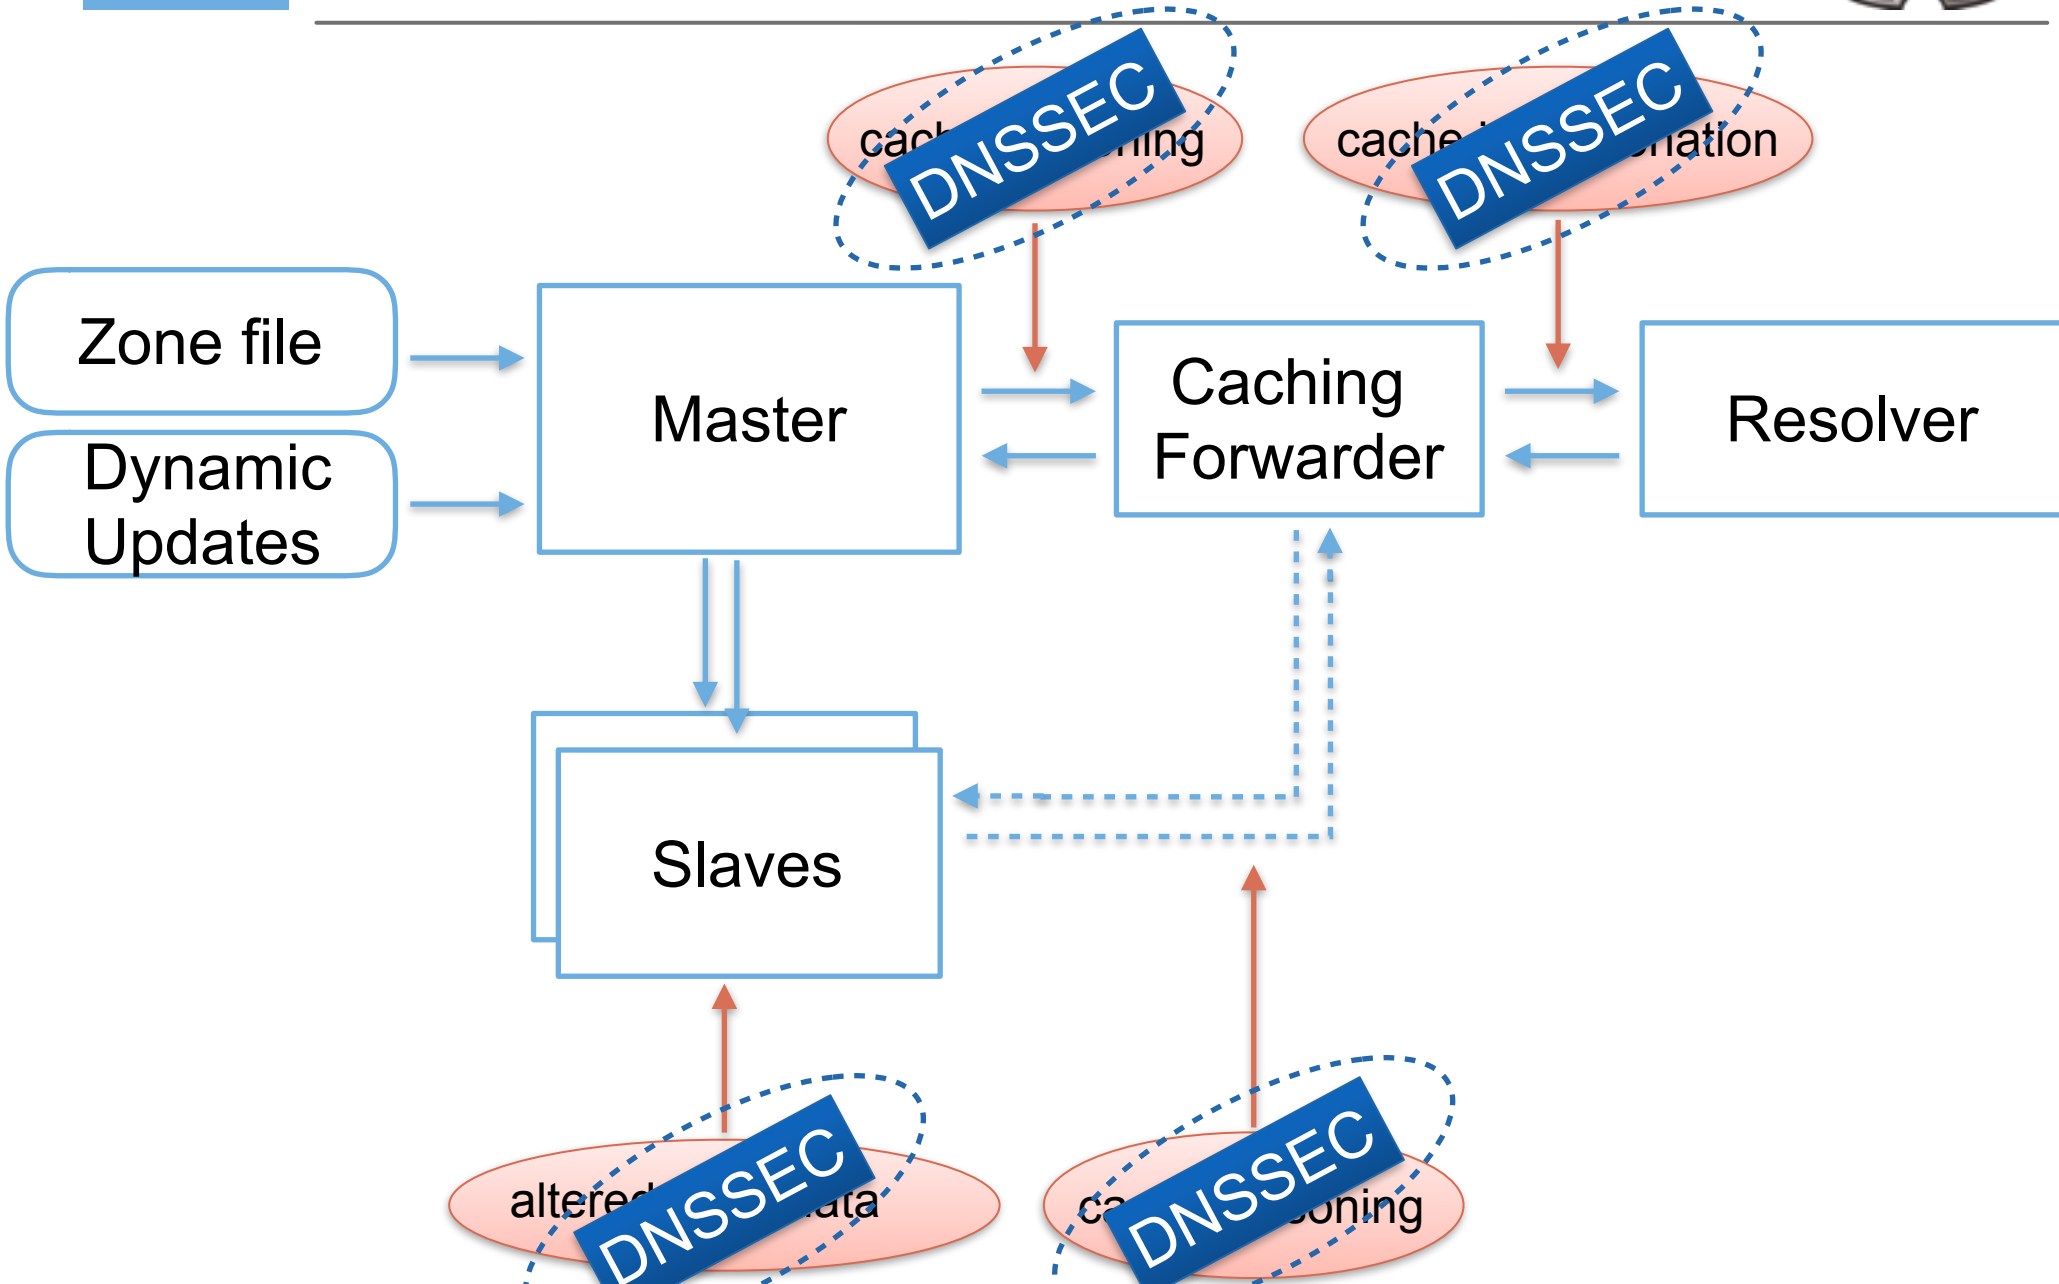 DNSSEC
DNSSEC
Zone file
Dynamic
Updates
Master
Caching
Forwarder
Resolver
Slaves
DNSSEC
DNSSEC